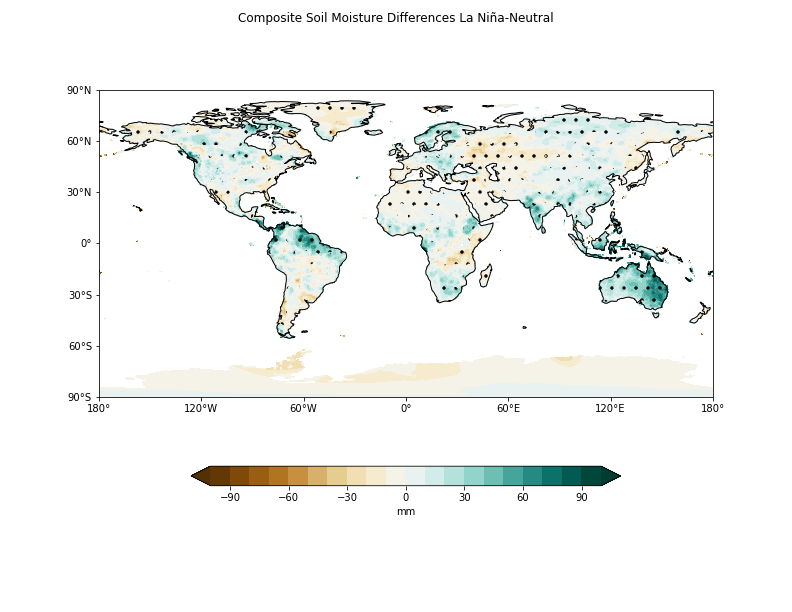 Composite Soil Moisture Differences La Niña-Neutral
90°N
60°N
30°N
0°
30°S
60°S
90°S
180° 120°W 60°W 0° 60°E 120°E 180°
−90 −60 −30 0 30 60 90
mm